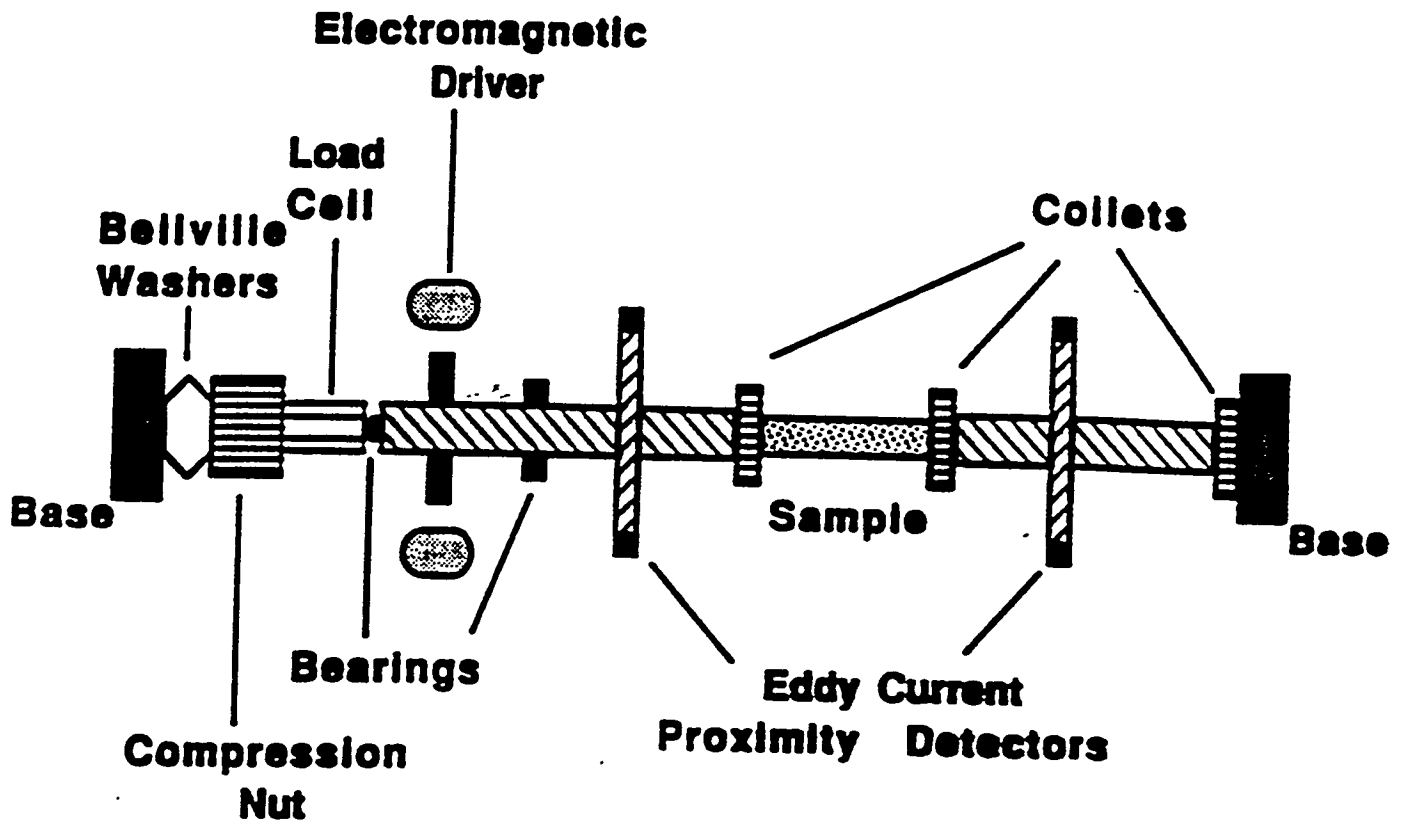 Electromagnetic
Driver
Load
Cell
Bellville
Washers
Collets
Base
Sample
Base
Bearings
Eddy Current
Proximity Detectors
Compression
Nut